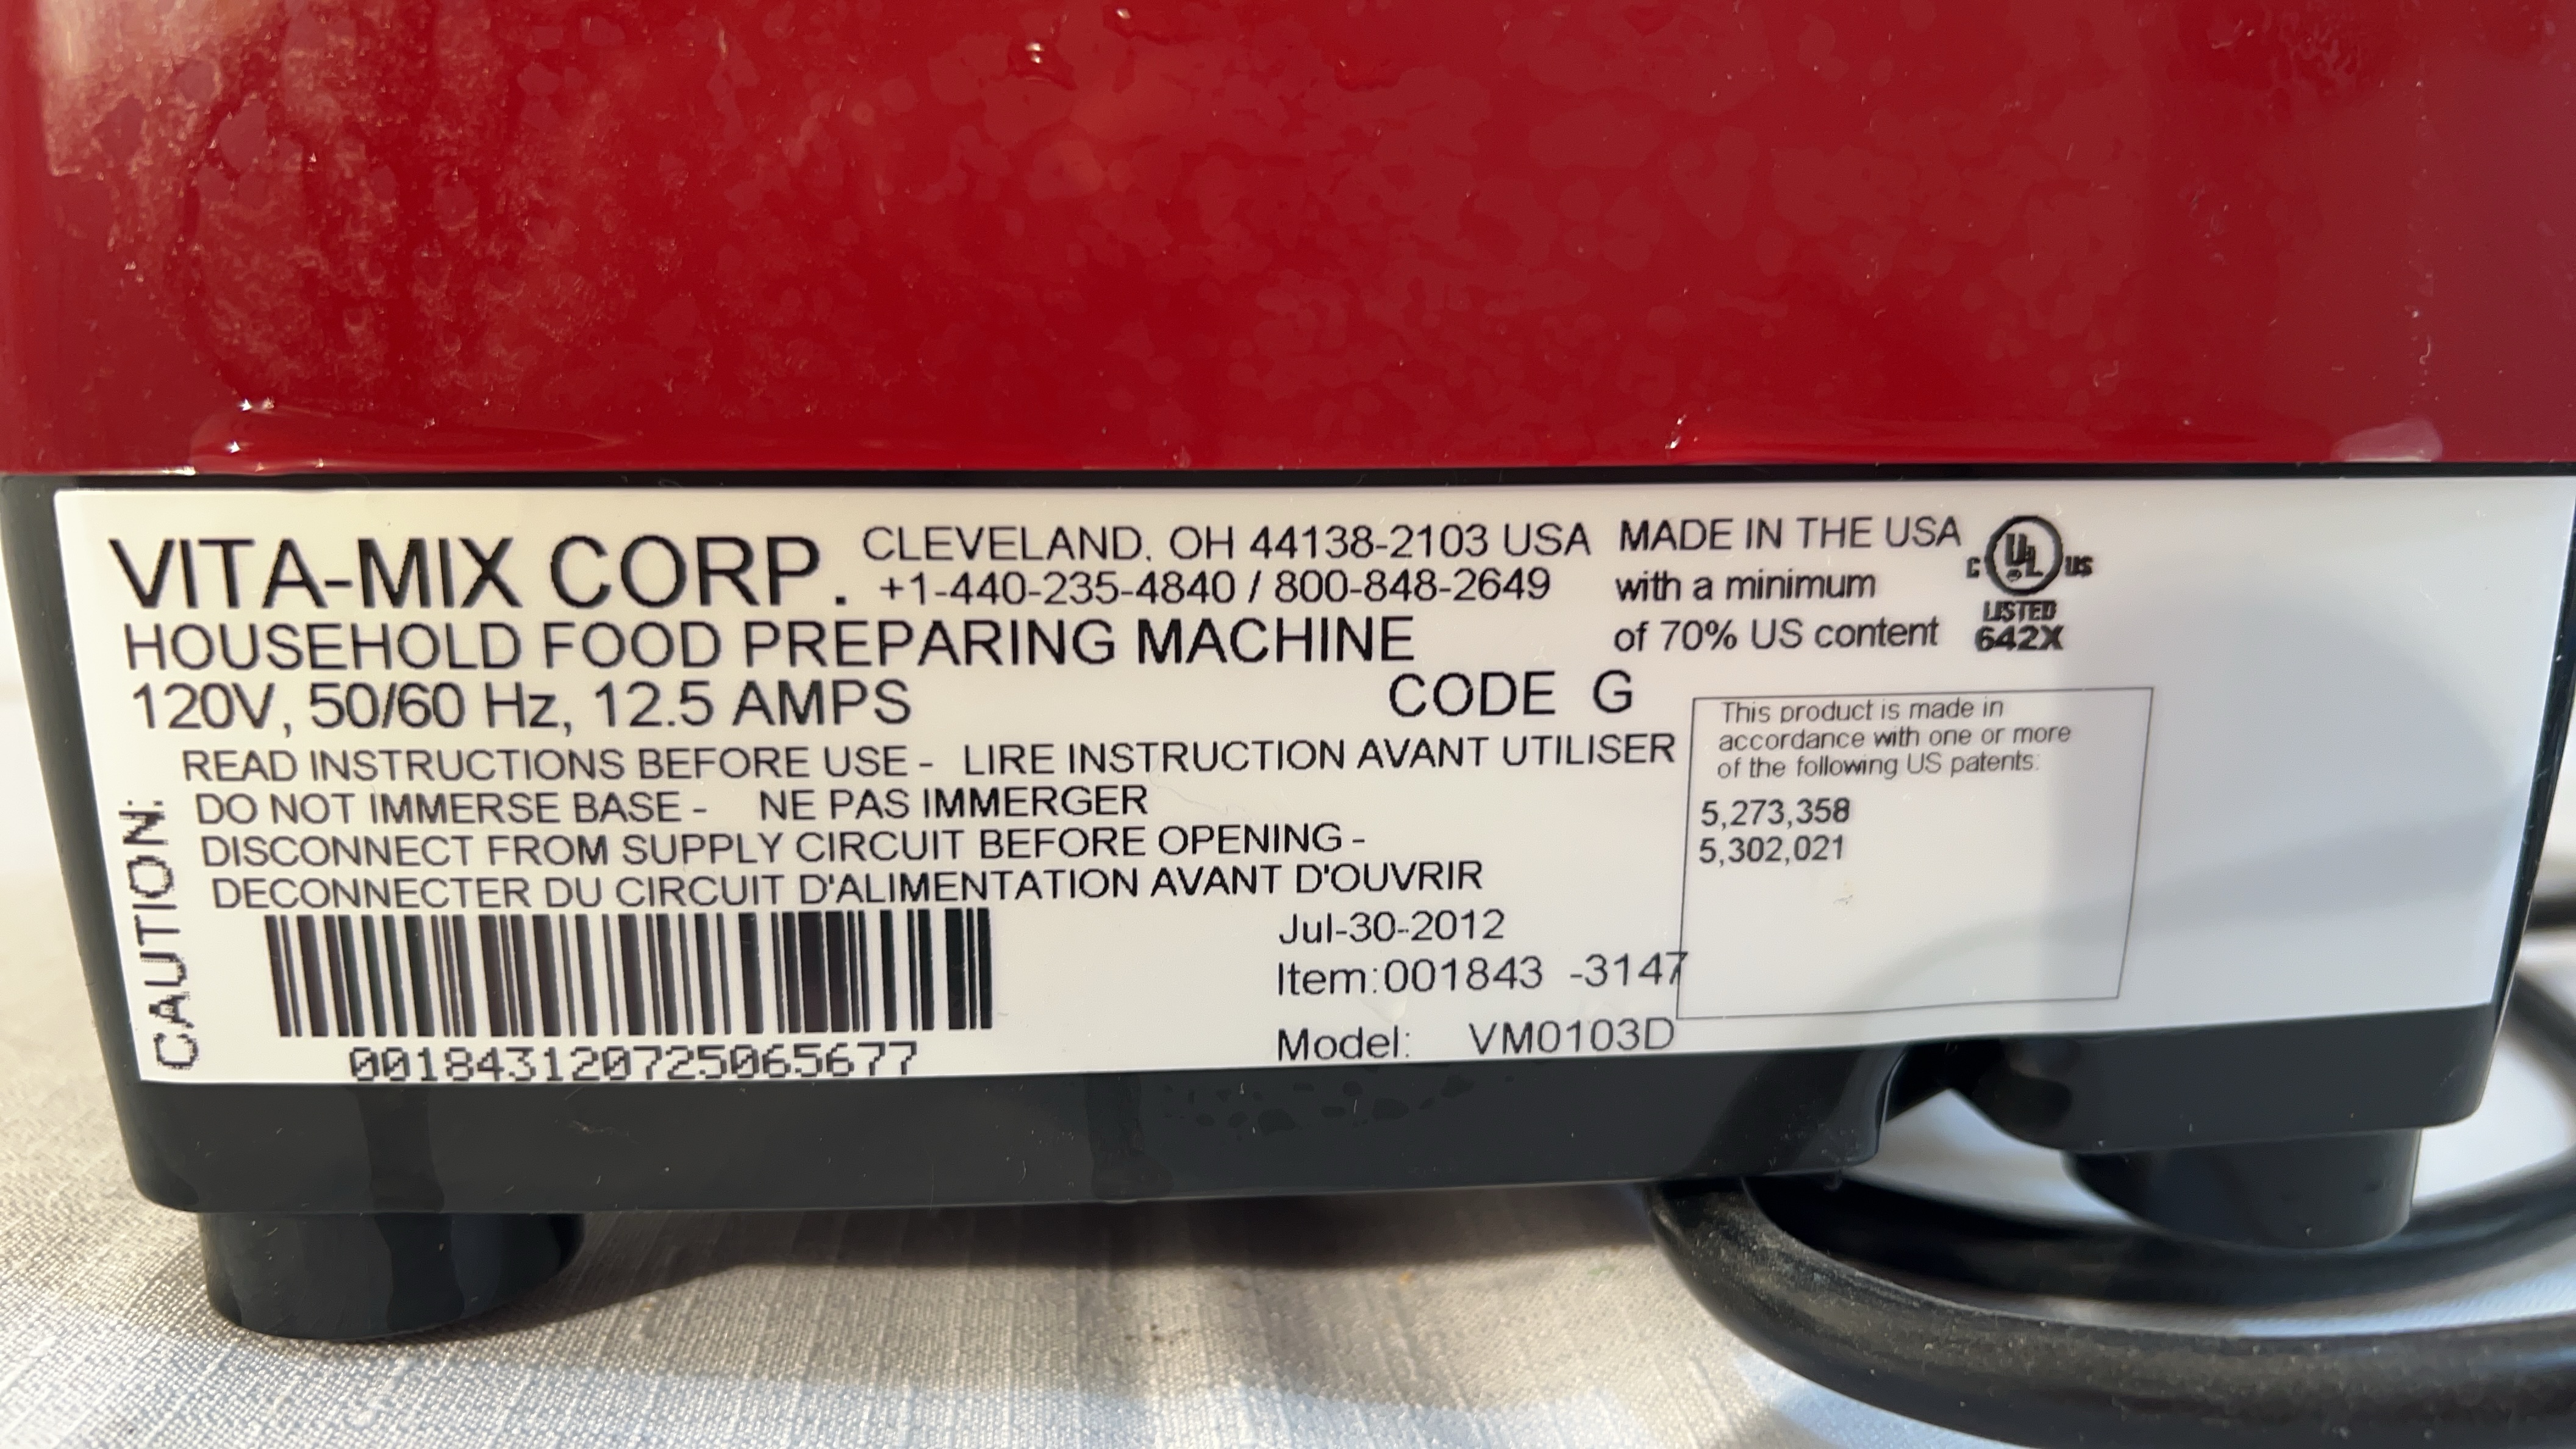 VITA-MIX CORP.
CLEVELAND, OH 44138-2103 USA
+1-440-235-4840 / 800-848-2649
MADE IN THE USA
with a minimum
of 70% US content
C UL US
LISTED
642X
HOUSEHOLD FOOD PREPARING MACHINE
120V, 50/60 Hz, 12.5 AMPS
CODE G
CAUTION:
READ INSTRUCTIONS BEFORE USE - LIRE INSTRUCTION AVANT UTILISER
DO NOT IMMERSE BASE - NE PAS IMMERGER
DISCONNECT FROM SUPPLY CIRCUIT BEFORE OPENING -
DECONNECTER DU CIRCUIT D'ALIMENTATION AVANT D'OUVRIR
This product is made in
accordance with one or more
of the following US patents:
5,273,358
5,302,021
001843120725065677
Jul-30-2012
Item:001843 -3147
Model: VM0103D